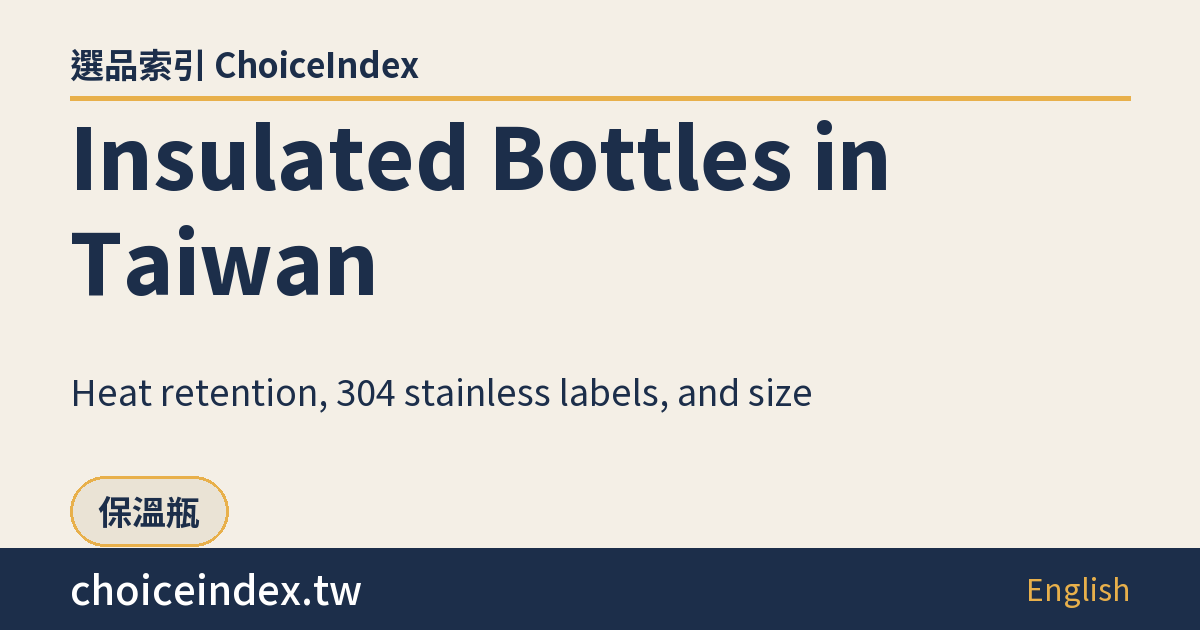 選品索引 ChoiceIndex
Insulated Bottles in
Taiwan
Heat retention, 304 stainless labels, and size
保溫瓶
choiceindex.tw
English